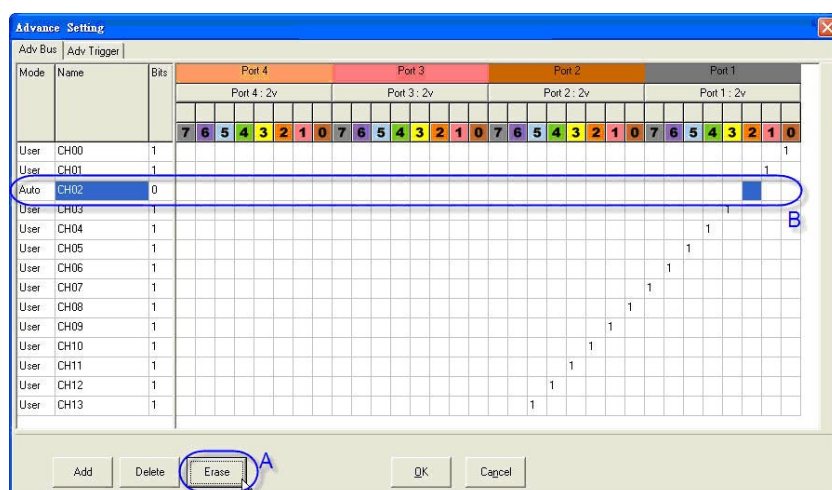 Advance Setting
Adv Bus Adv Trigger
Mode Name Bits Port 4 Port 3 Port 2 Port 1
Port 4 : 2v Port 3 : 2v Port 2 : 2v Port 1 : 2v
7 6 5 4 3 2 1 0 7 6 5 4 3 2 1 0 7 6 5 4 3 2 1 0 7 6 5 4 3 2 1 0
User CH00 1 1
User CH01 1 1
Auto CH02 0
B
User CH03 1 1
User CH04 1 1
User CH05 1 1
User CH06 1 1
User CH07 1 1
User CH08 1 1
User CH09 1 1
User CH10 1 1
User CH11 1 1
User CH12 1 1
User CH13 1 1
Add Delete Erase A OK Cancel